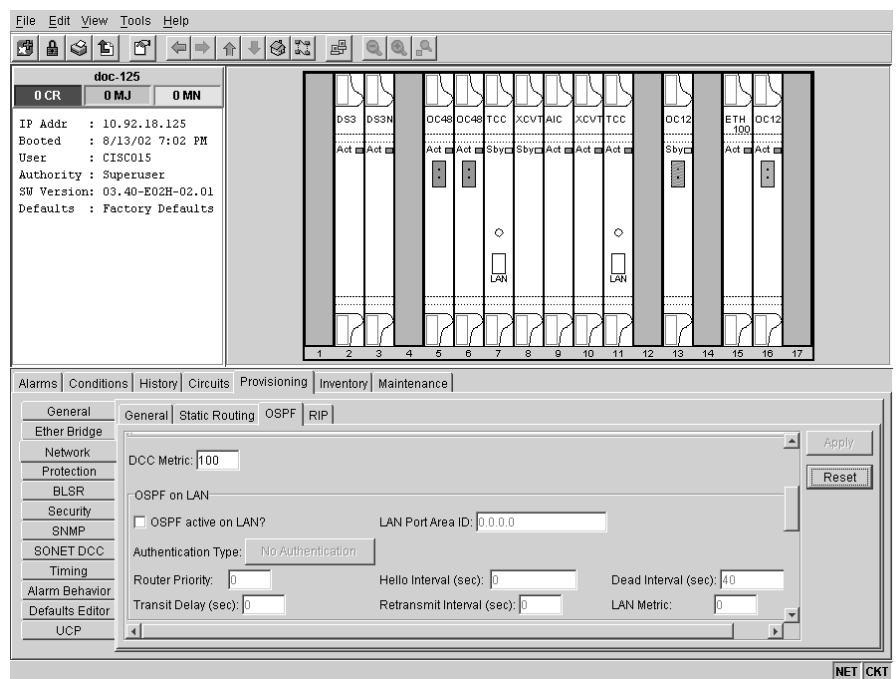 File Edit View Tools Help
doc-125
0 CR 0 MJ 0 MN
IP Addr : 10.92.18.125
Booted : 8/13/02 7:02 PM
User : CISCO15
Authority : Superuser
SW Version: 03.40-E02H-02.01
Defaults : Factory Defaults
DS3 DS3N OC48 OC48 TCC XCVT AIC XCVT TCC OC12 ETH 100 OC12
Act Act Act Act Sby Sby Act Act Act Sby Act Act
LAN LAN
1 2 3 4 5 6 7 8 9 10 11 12 13 14 15 16 17
Alarms Conditions History Circuits Provisioning Inventory Maintenance
General
Ether Bridge
Network
Protection
BLSR
Security
SNMP
SONET DCC
Timing
Alarm Behavior
Defaults Editor
UCP
General Static Routing OSPF RIP
DCC Metric: 100
OSPF on LAN
OSPF active on LAN? LAN Port Area ID: 0.0.0.0
Authentication Type: No Authentication
Router Priority: 0 Hello Interval (sec): 0 Dead Interval (sec): 40
Transit Delay (sec): 0 Retransmit Interval (sec): 0 LAN Metric: 0
Apply
Reset
NET CKT